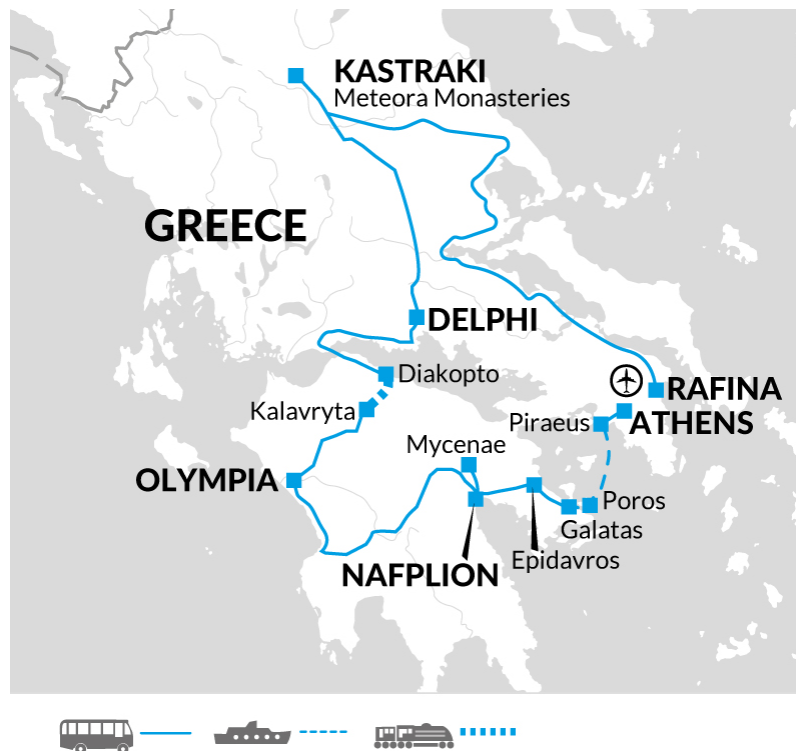 KASTRAKI
Meteora Monasteries
GREECE
DELPHI
Diakopto
RAFINA
Kalavryta
Piraeus
ATHENS
Mycenae
OLYMPIA
Poros
Galatas
Epidavros
NAFPLION